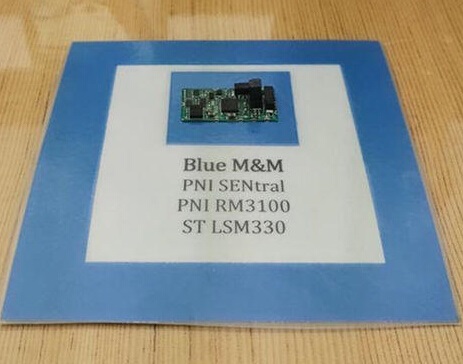 Blue M&M
PNI SENtral
PNI RM3100
ST LSM330